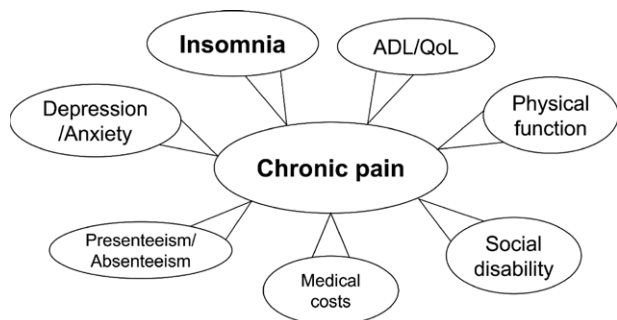 Insomnia
ADL/QoL
Depression
/Anxiety
Physical
function
Chronic pain
Presenteeism/
Absenteeism
Social
disability
Medical
costs